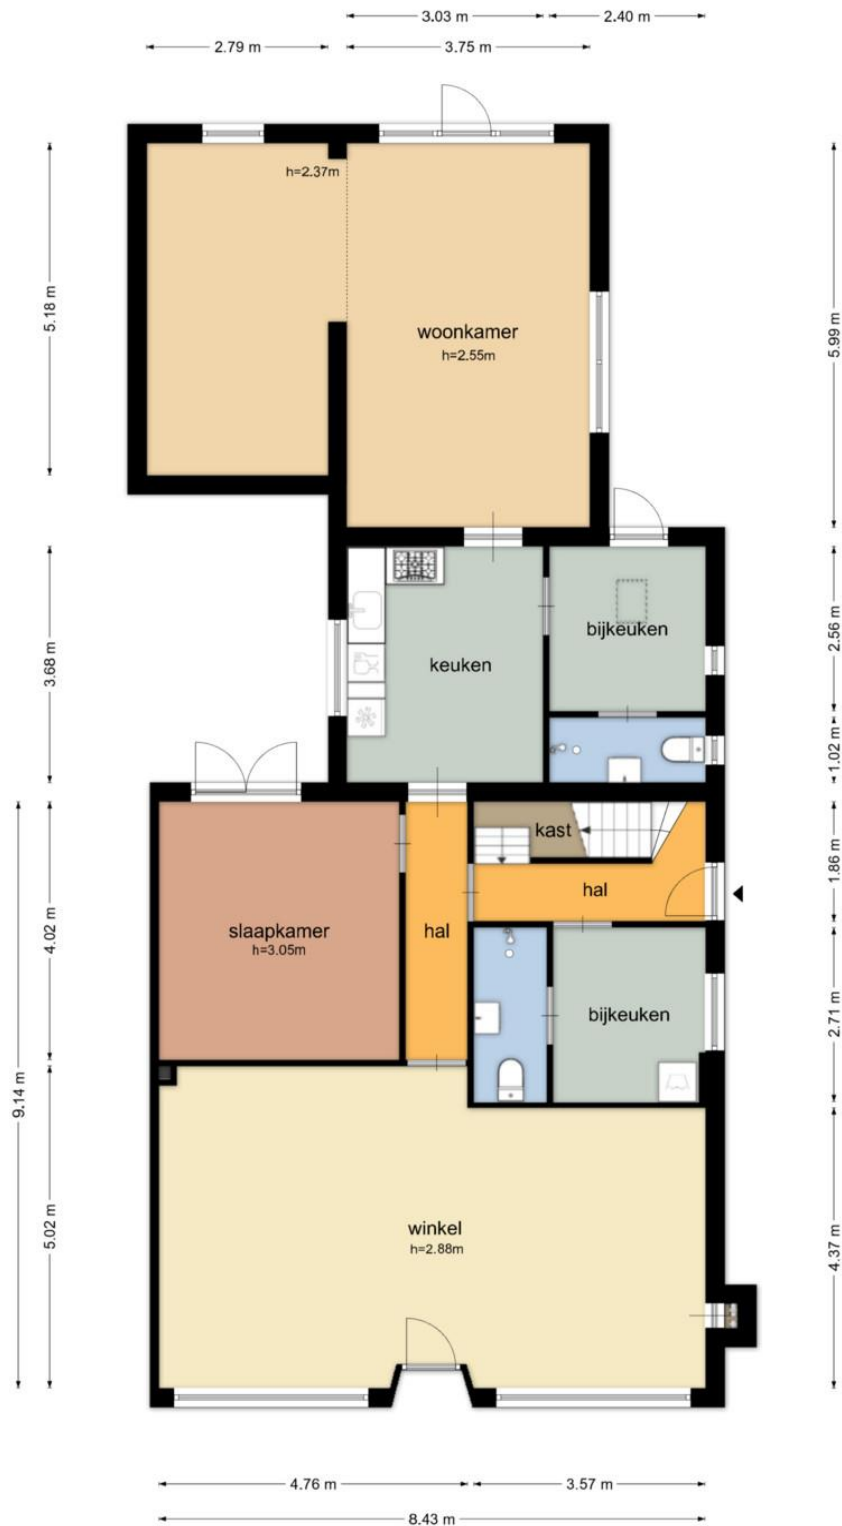 3.03 m
2.40 m
2.79 m
3.75 m
h=2.37m
5.18 m
5.99 m
woonkamer
h=2.55m
bijkeuken
2.56 m
keuken
3.68 m
1.02 m
kast
1.86 m
hal
slaapkamer
h=3.05m
hal
4.02 m
bijkeuken
2.71 m
9.14 m
winkel
h=2.88m
5.02 m
4.37 m
4.76 m
3.57 m
8.43 m